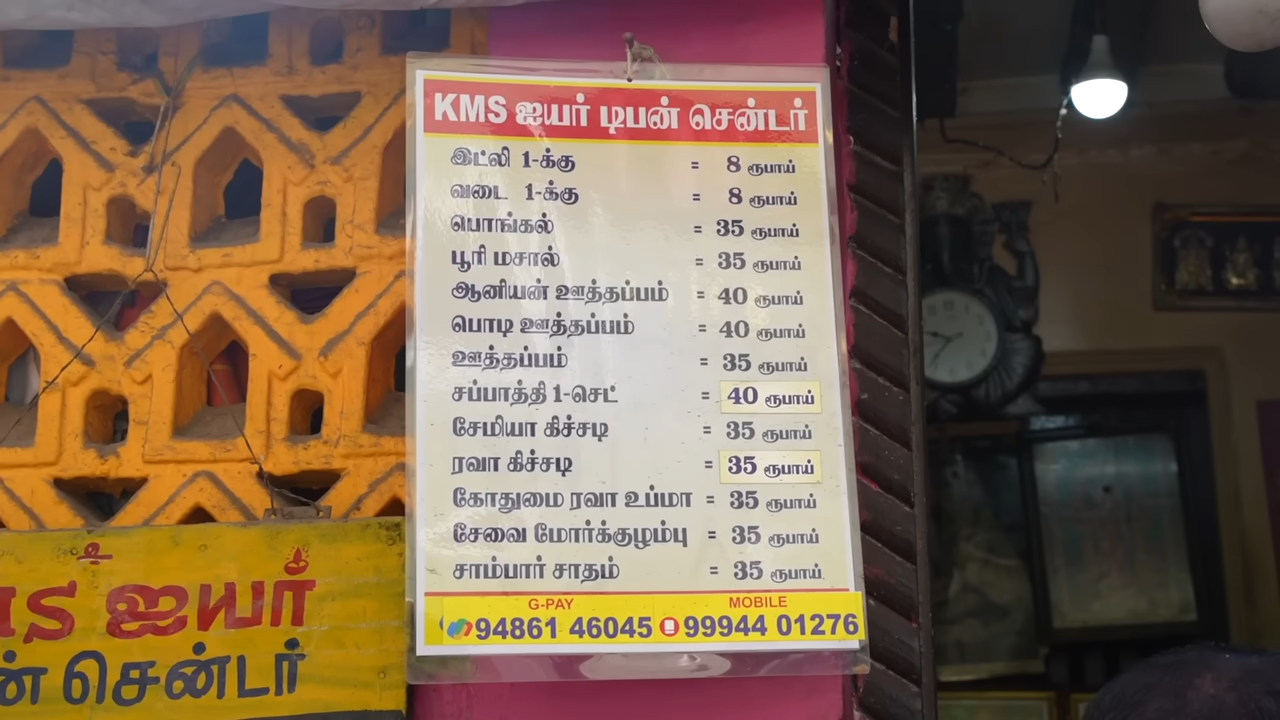 KMS ஐயர் டிபன் சென்டர்
இட்லி 1-க்கு = 8 ரூபாய்
வடை 1-க்கு = 8 ரூபாய்
பொங்கல் = 35 ரூபாய்
பூரி மசால் = 35 ரூபாய்
ஆனியன் ஊத்தப்பம் = 40 ரூபாய்
பொடி ஊத்தப்பம் = 40 ரூபாய்
ஊத்தப்பம் = 35 ரூபாய்
சப்பாத்தி 1-செட் = 40 ரூபாய்
சேமியா கிச்சடி = 35 ரூபாய்
ரவா கிச்சடி = 35 ரூபாய்
கோதுமை ரவா உப்மா = 35 ரூபாய்
சேவை மோர்க்குழம்பு = 35 ரூபாய்
சாம்பார் சாதம் = 35 ரூபாய்
G-PAY MOBILE
94861 46045 99944 01276
ஐயர்
சென்டர்